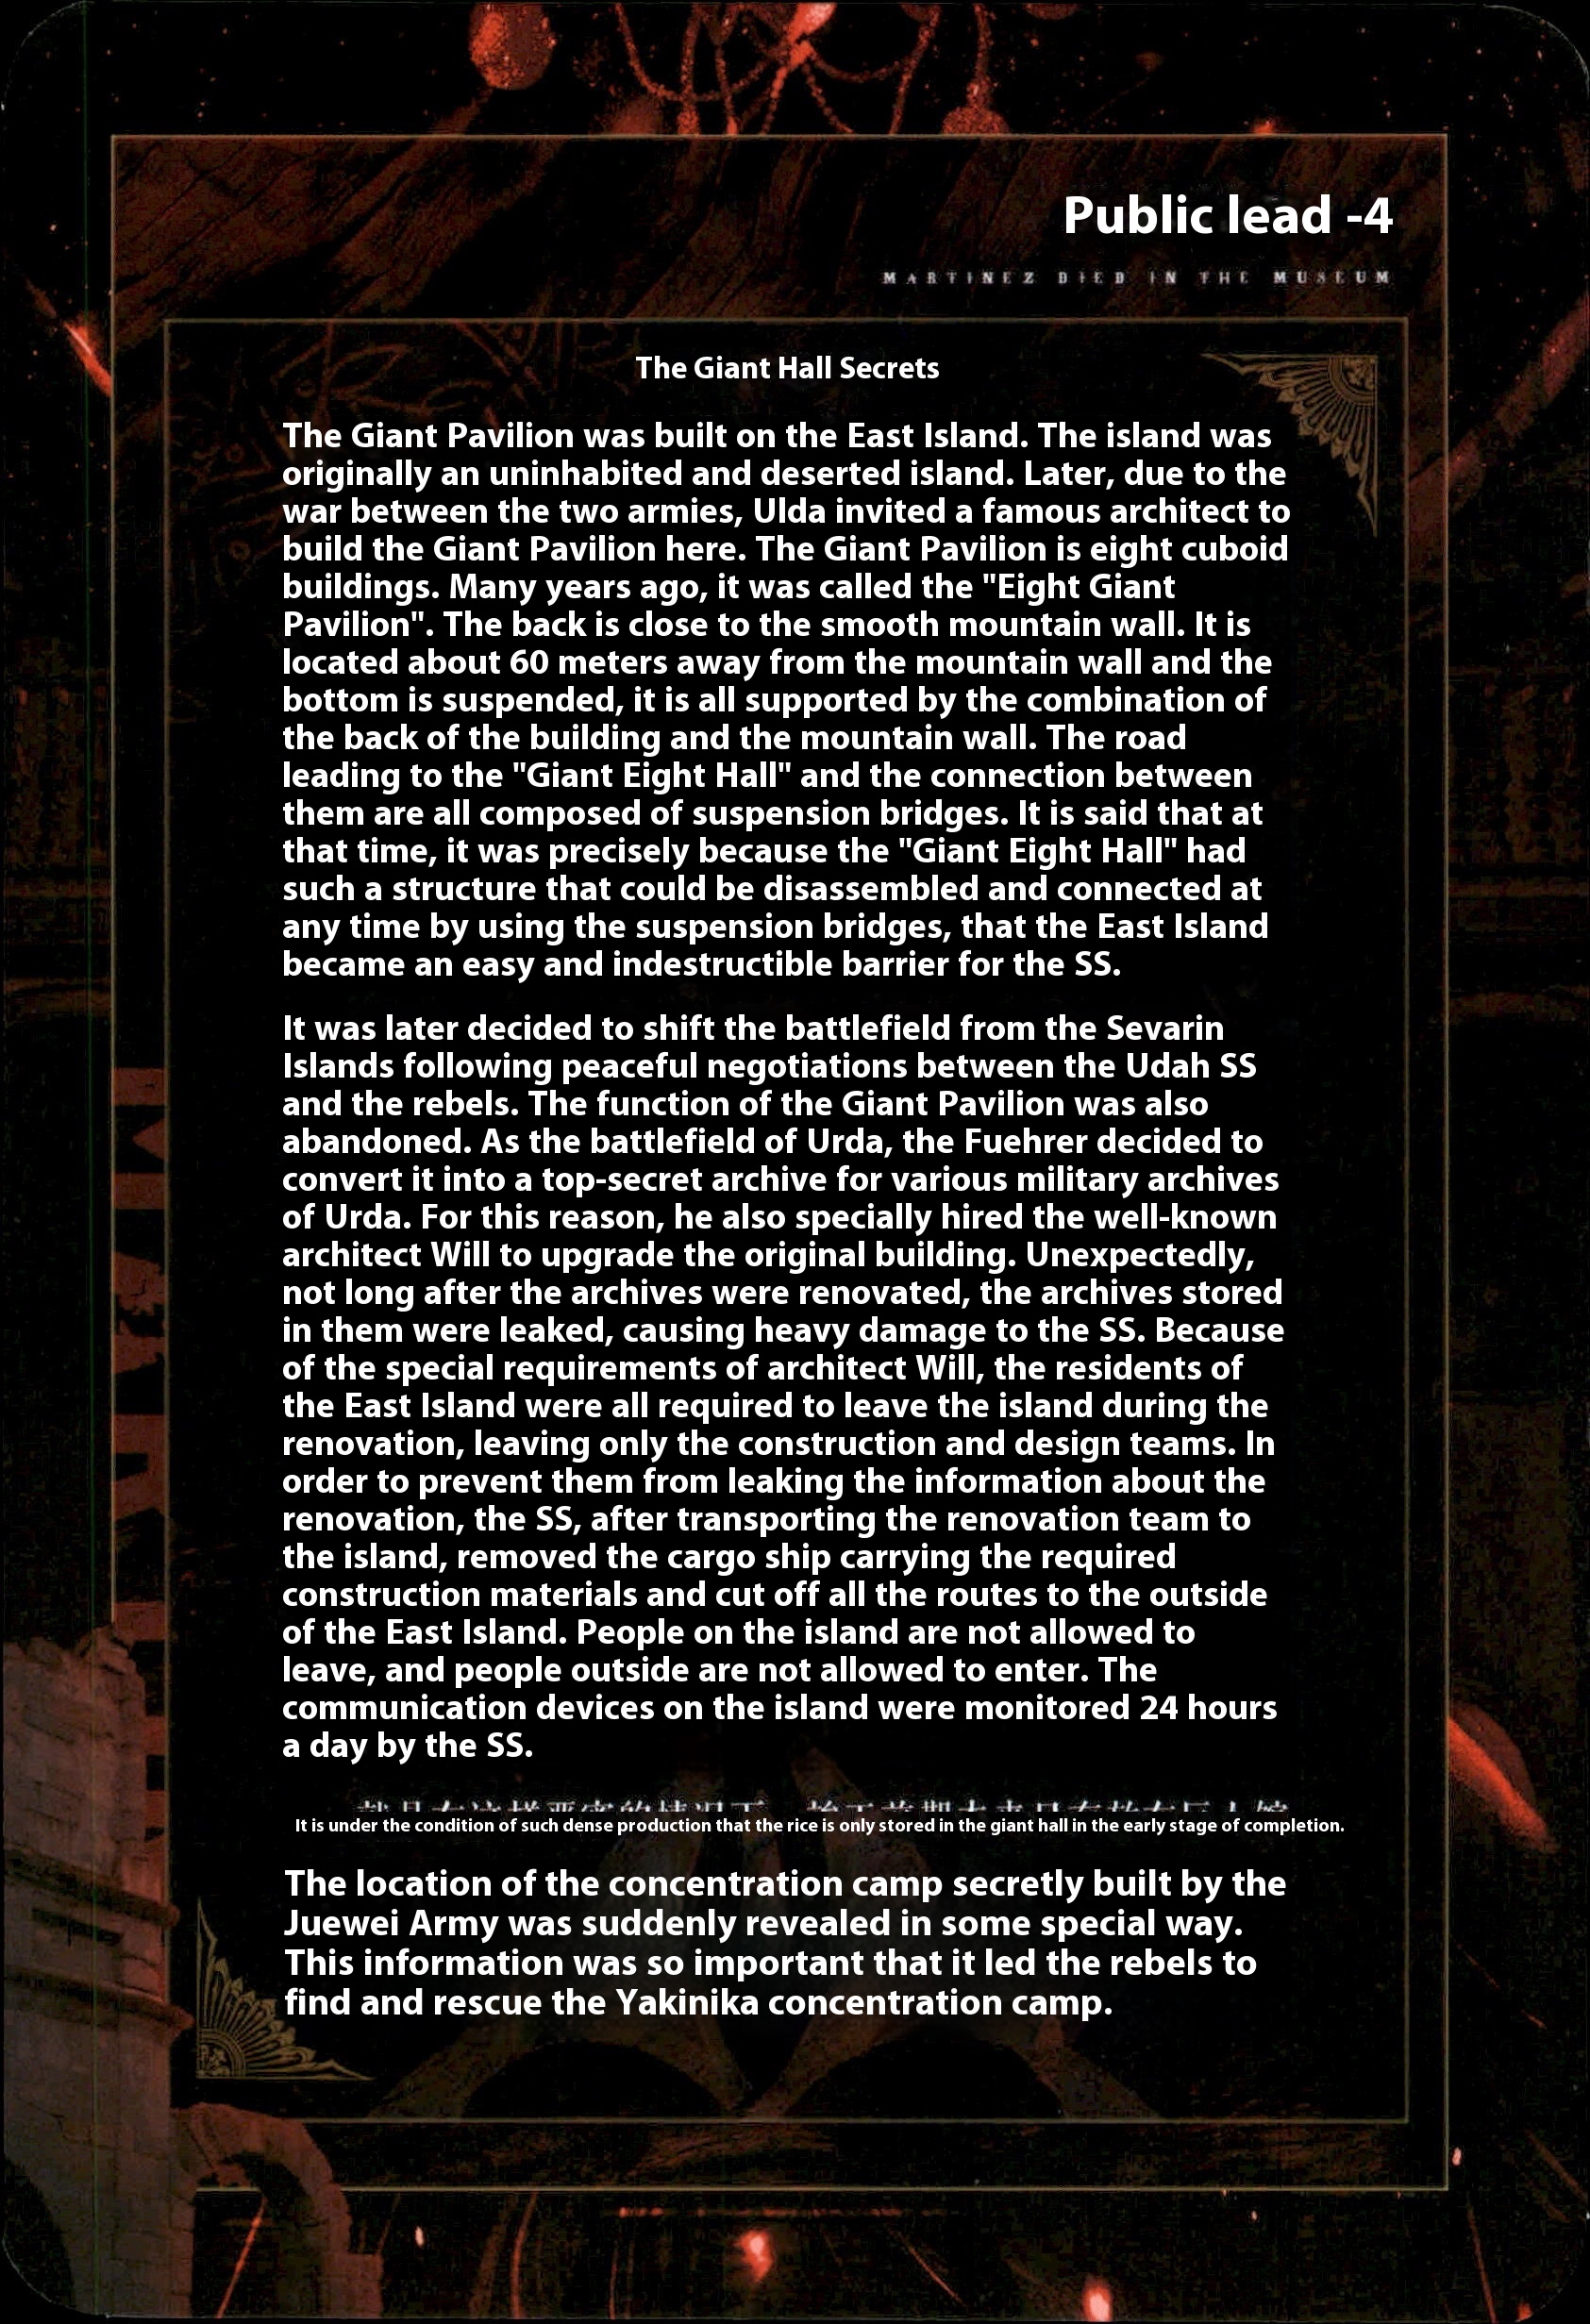 Public lead -4
MARTINEZ DIED IN THE MUSEUM
The Giant Hall Secrets
The Giant Pavilion was built on the East Island. The island was
originally an uninhabited and deserted island. Later, due to the
war between the two armies, Ulda invited a famous architect to
build the Giant Pavilion here. The Giant Pavilion is eight cuboid
buildings. Many years ago, it was called the "Eight Giant
Pavilion". The back is close to the smooth mountain wall. It is
located about 60 meters away from the mountain wall and the
bottom is suspended, it is all supported by the combination of
the back of the building and the mountain wall. The road
leading to the "Giant Eight Hall" and the connection between
them are all composed of suspension bridges. It is said that at
that time, it was precisely because the "Giant Eight Hall" had
such a structure that could be disassembled and connected at
any time by using the suspension bridges, that the East Island
became an easy and indestructible barrier for the SS.
It was later decided to shift the battlefield from the Sevarin
Islands following peaceful negotiations between the Udah SS
and the rebels. The function of the Giant Pavilion was also
abandoned. As the battlefield of Urda, the Fuehrer decided to
convert it into a top-secret archive for various military archives
of Urda. For this reason, he also specially hired the well-known
architect Will to upgrade the original building. Unexpectedly,
not long after the archives were renovated, the archives stored
in them were leaked, causing heavy damage to the SS. Because
of the special requirements of architect Will, the residents of
the East Island were all required to leave the island during the
renovation, leaving only the construction and design teams. In
order to prevent them from leaking the information about the
renovation, the SS, after transporting the renovation team to
the island, removed the cargo ship carrying the required
construction materials and cut off all the routes to the outside
of the East Island. People on the island are not allowed to
leave, and people outside are not allowed to enter. The
communication devices on the island were monitored 24 hours
a day by the SS.
It is under the condition of such dense production that the rice is only stored in the giant hall in the early stage of completion.
The location of the concentration camp secretly built by the
Juewei Army was suddenly revealed in some special way.
This information was so important that it led the rebels to
find and rescue the Yakinika concentration camp.